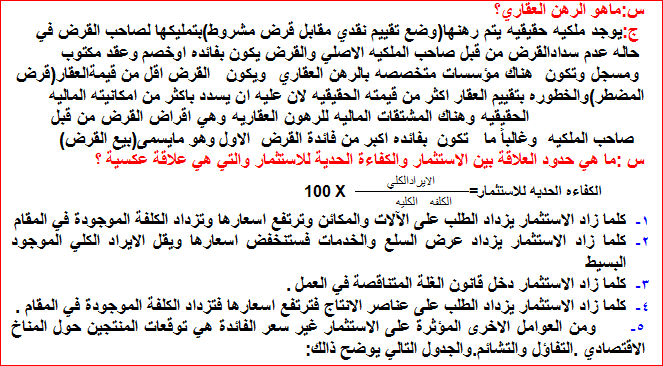 س:ماهو الرهن العقاري؟
ج:يوجد ملكيه حقيقيه يتم رهنها(وضع تقييم نقدي مقابل قرض مشروط)بتمليكها لصاحب القرض في
حاله عدم سدادالقرض من قبل صاحب الملكيه الاصلي والقرض يكون بفائده اوخصم وعقد مكتوب
ومسجل وتكون هناك مؤسسات متخصصه بالرهن العقاري ويكون القرض اقل من قيمةالعقار(قرض
المضطر)والخطوره بتقييم العقار اكثر من قيمته الحقيقيه لان عليه ان يسدد باكثر من امكانيته الماليه
الحقيقيه وهناك المشتقات الماليه للرهون العقاريه وهي اقراض القرض من قبل
صاحب الملكيه وغالباً ما تكون بفائده اكبر من فائدة القرض الاول وهو مايسمى(بيع القرض)
س :ما هي حدود العلاقة بين الاستثمار والكفاءة الحدية للاستثمار والتي هي علاقة عكسية ؟
الكفاءه الحديه للاستثمار= الايرادالكلي / الكلفه الكليه X 100
١- كلما زاد الاستثمار يزداد الطلب على الآلات والمكائن وترتفع اسعارها وتزداد الكلفة الموجودة في المقام
٢- كلما زاد الاستثمار يزداد عرض السلع والخدمات فستنخفض اسعارها ويقل الايراد الكلي الموجود
البسيط
٣- كلما زاد الاستثمار دخل قانون الغلة المتناقصة في العمل .
٤- كلما زاد الاستثمار يزداد الطلب على عناصر الانتاج فترتفع اسعارها فتزداد الكلفة الموجودة في المقام .
٥- ومن العوامل الاخرى المؤثرة على الاستثمار غير سعر الفائدة هي توقعات المنتجين حول المناخ
الاقتصادي .التفاؤل والتشائم.والجدول التالي يوضح ذالك: